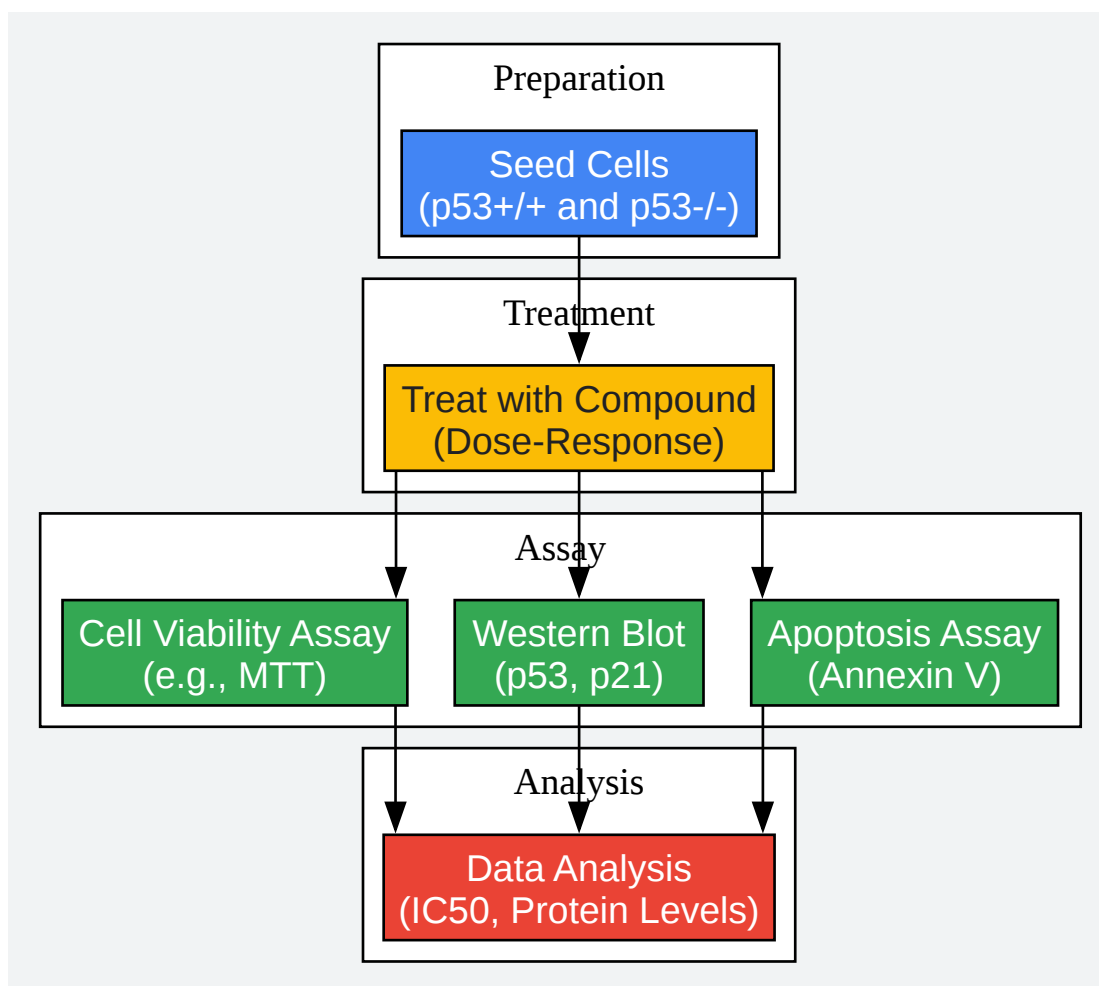 Preparation
Seed Cells
(p53+/+ and p53-/-)
Treatment
Treat with Compound
(Dose-Response)
Assay
Cell Viability Assay
(e.g., MTT)
Western Blot
(p53, p21)
Apoptosis Assay
(Annexin V)
Analysis
Data Analysis
(IC50, Protein Levels)